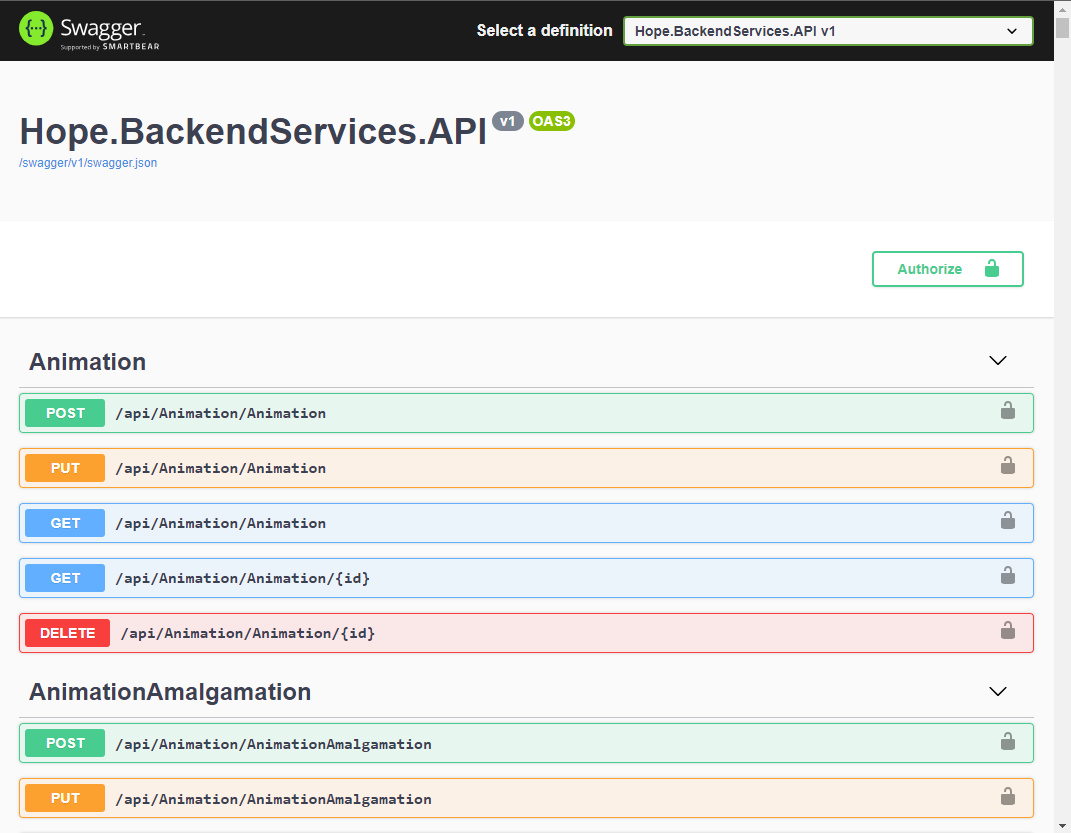 Swagger
Supported by SMARTBEAR
Select a definition
Hope.BackendServices.API v1
Hope.BackendServices.API v1 OAS3
/swagger/v1/swagger.json
Authorize
Animation
POST /api/Animation/Animation
PUT /api/Animation/Animation
GET /api/Animation/Animation
GET /api/Animation/Animation/{id}
DELETE /api/Animation/Animation/{id}
AnimationAmalgamation
POST /api/Animation/AnimationAmalgamation
PUT /api/Animation/AnimationAmalgamation